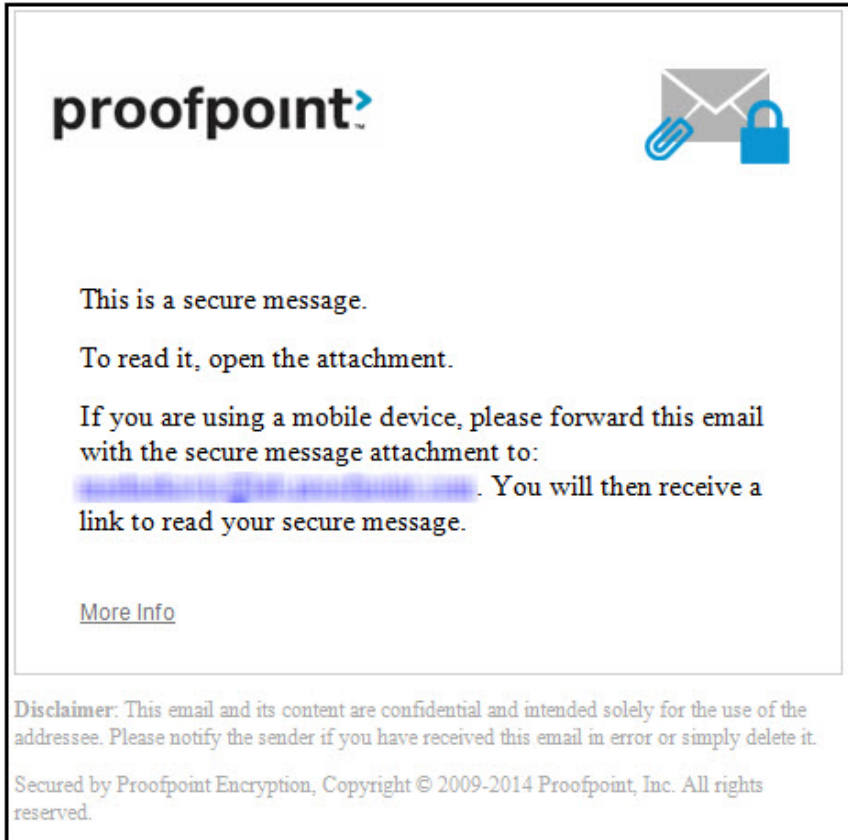 proofpoint
This is a secure message.
To read it, open the attachment.
If you are using a mobile device, please forward this email
with the secure message attachment to:
. You will then receive a
link to read your secure message.
More Info
Disclaimer: This email and its content are confidential and intended solely for the use of the
addressee. Please notify the sender if you have received this email in error or simply delete it.
Secured by Proofpoint Encryption, Copyright © 2009-2014 Proofpoint, Inc. All rights
reserved.